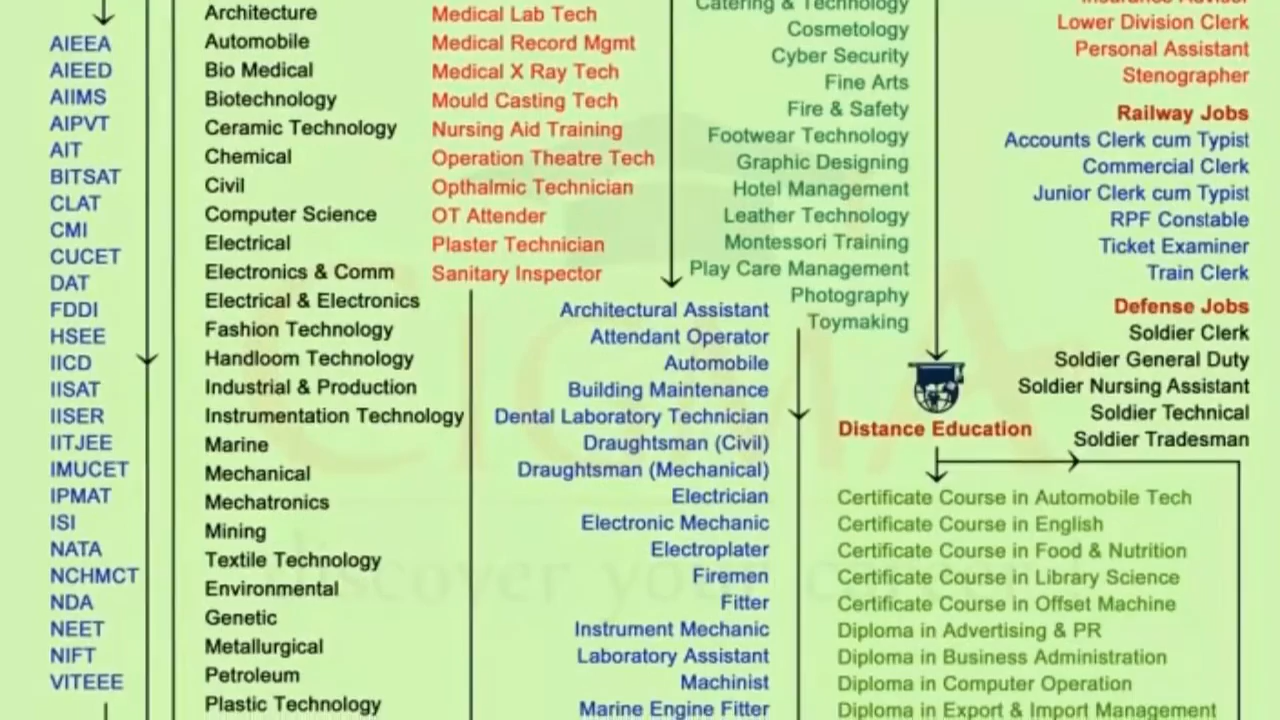 AIEEA
AIEED
AIIMS
AIPVT
AIT
BITSAT
CLAT
CMI
CUCET
DAT
FDDI
HSEE
IICD
IISAT
IISER
IITJEE
IMUCET
IPMAT
ISI
NATA
NCHMCT
NDA
NEET
NIFT
VITEEE
Architecture
Automobile
Bio Medical
Biotechnology
Ceramic Technology
Chemical
Civil
Computer Science
Electrical
Electronics & Comm
Electrical & Electronics
Fashion Technology
Handloom Technology
Industrial & Production
Instrumentation Technology
Marine
Mechanical
Mechatronics
Mining
Textile Technology
Environmental
Genetic
Metallurgical
Petroleum
Plastic Technology
Medical Lab Tech
Medical Record Mgmt
Medical X Ray Tech
Mould Casting Tech
Nursing Aid Training
Operation Theatre Tech
Opthalmic Technician
OT Attender
Plaster Technician
Sanitary Inspector
Architectural Assistant
Attendant Operator
Automobile
Building Maintenance
Dental Laboratory Technician
Draughtsman (Civil)
Draughtsman (Mechanical)
Electrician
Electronic Mechanic
Electroplater
Firemen
Fitter
Instrument Mechanic
Laboratory Assistant
Machinist
Marine Engine Fitter
Catering & Technology
Cosmetology
Cyber Security
Fine Arts
Fire & Safety
Footwear Technology
Graphic Designing
Hotel Management
Leather Technology
Montessori Training
Play Care Management
Photography
Toymaking
Distance Education
Certificate Course in Automobile Tech
Certificate Course in English
Certificate Course in Food & Nutrition
Certificate Course in Library Science
Certificate Course in Offset Machine
Diploma in Advertising & PR
Diploma in Business Administration
Diploma in Computer Operation
Diploma in Export & Import Management
Insurance Advisor
Lower Division Clerk
Personal Assistant
Stenographer
Railway Jobs
Accounts Clerk cum Typist
Commercial Clerk
Junior Clerk cum Typist
RPF Constable
Ticket Examiner
Train Clerk
Defense Jobs
Soldier Clerk
Soldier General Duty
Soldier Nursing Assistant
Soldier Technical
Soldier Tradesman